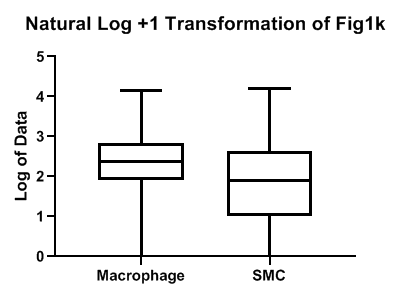 Natural Log +1 Transformation of Fig1k
5
4
3
2
1
0
Log of Data
Macrophage
SMC